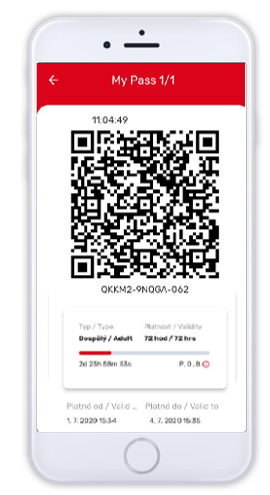 My Pass 1/1
11:04:49
QKKM2-9NQGA-062
Typ / Type Platnost / Validity
Dospělý / Adult 72 hod / 72 hrs
2d 23h 58m 33s P, 0, B
Platné od / Valid ... Platné do / Valid to
1. 7. 2020 15:34 4. 7. 2020 15:35